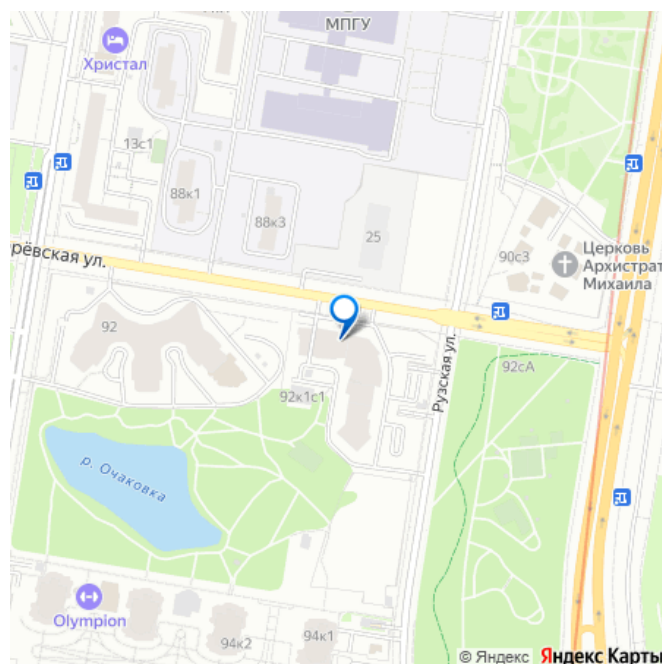 МПГУ
Христал
13с1
88к1
88к3
25
90с3
Церковь
Архистрат
Михаила
рёвская ул.
92
92к1с1
Рузская ул.
92сА
р. Очаковка
Olympion
94к2
94к1
© Яндекс Яндекс Карты